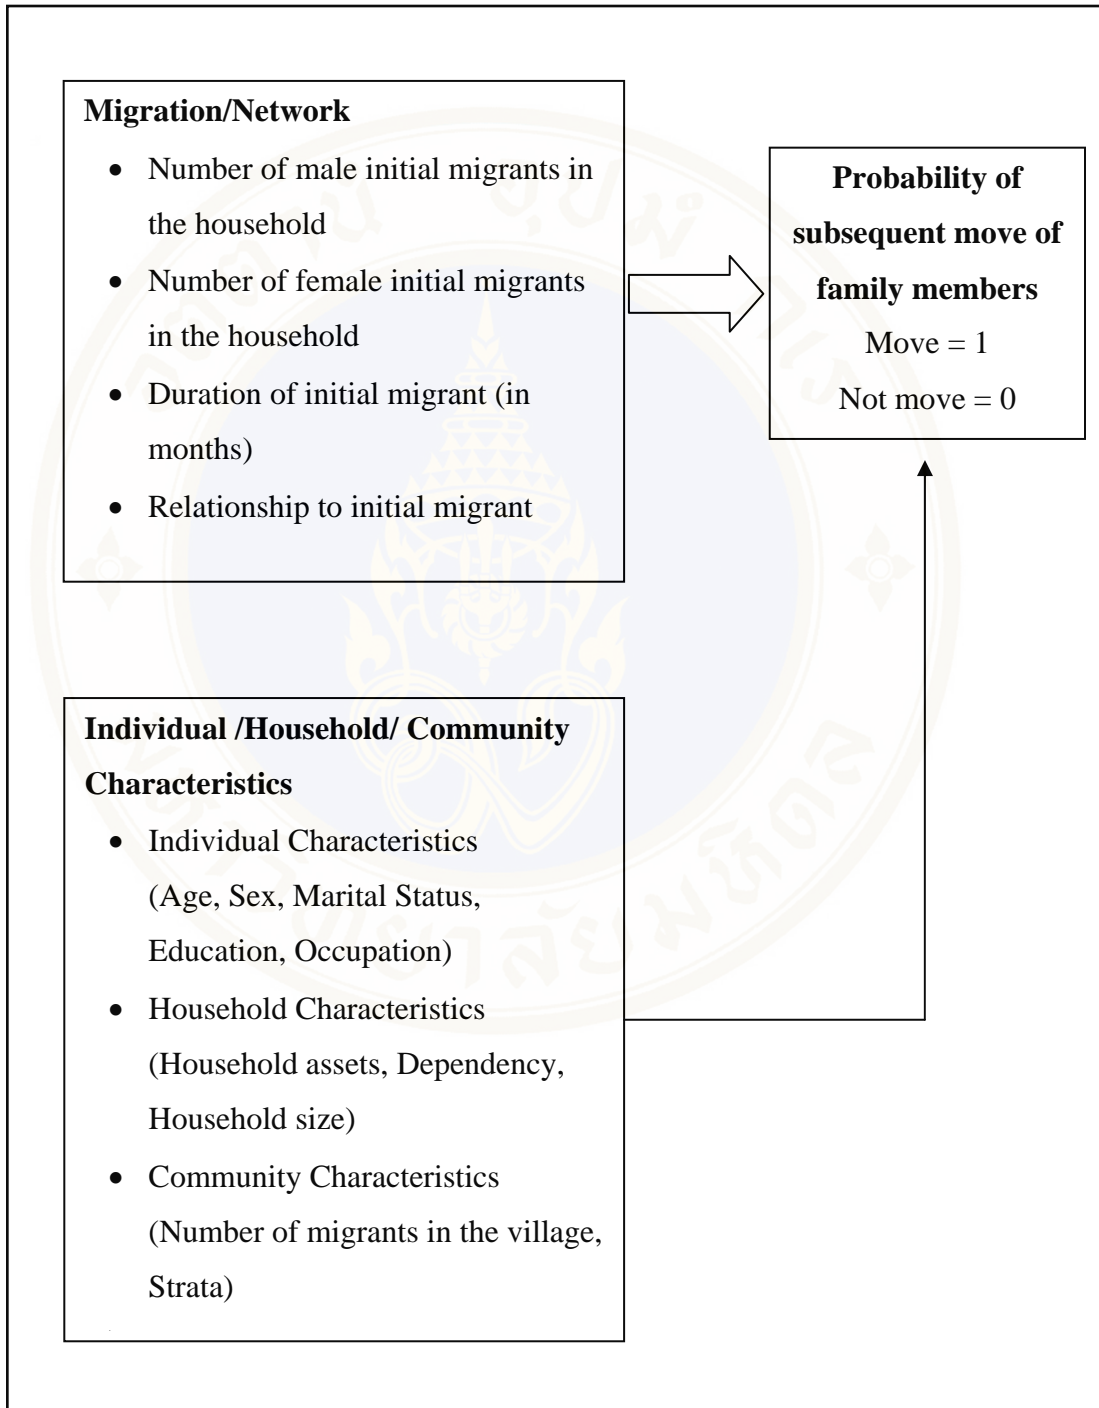 Migration/Network
• Number of male initial migrants in
the household
• Number of female initial migrants
in the household
• Duration of initial migrant (in
months)
• Relationship to initial migrant
Probability of
subsequent move of
family members
Move = 1
Not move = 0
Individual /Household/ Community
Characteristics
• Individual Characteristics
(Age, Sex, Marital Status,
Education, Occupation)
• Household Characteristics
(Household assets, Dependency,
Household size)
• Community Characteristics
(Number of migrants in the village,
Strata)